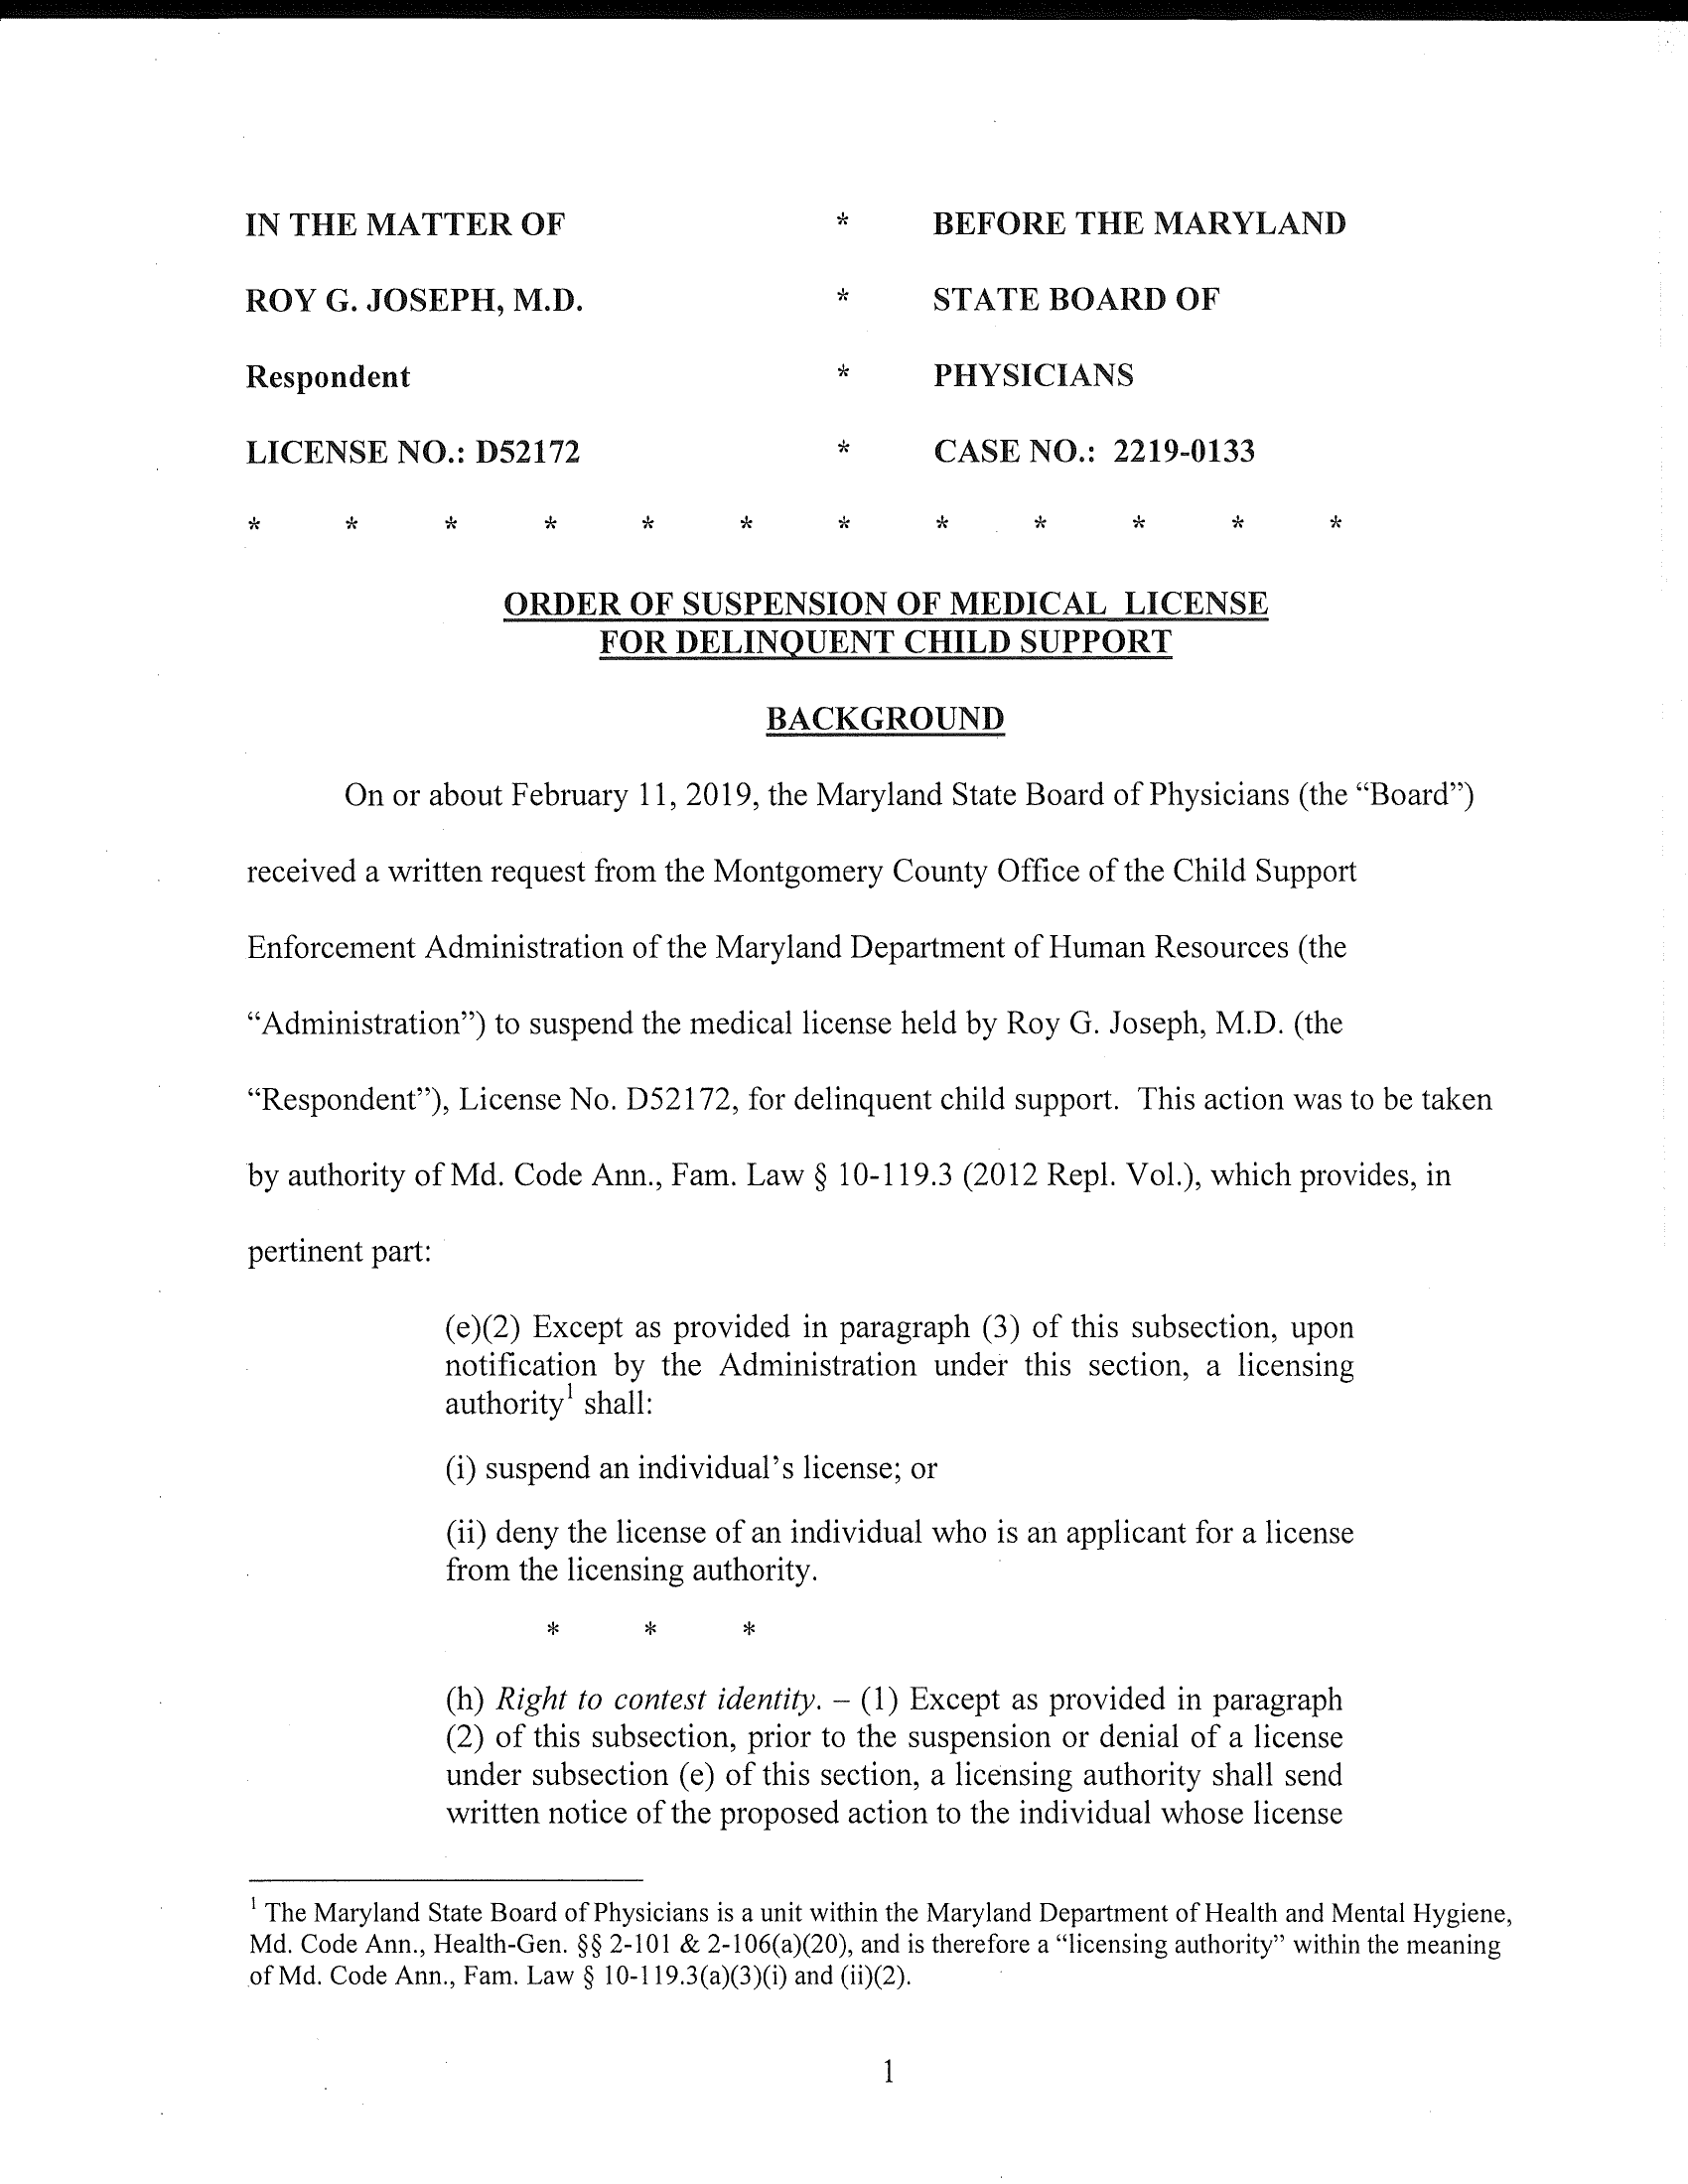 IN THE MATTER OF * BEFORE THE MARYLAND
ROY G. JOSEPH, M.D. * STATE BOARD OF
Respondent * PHYSICIANS
LICENSE NO.: D52172 * CASE NO.: 2219-0133
* * * * * * * * * * * *
ORDER OF SUSPENSION OF MEDICAL LICENSE
FOR DELINQUENT CHILD SUPPORT
BACKGROUND
On or about February 11, 2019, the Maryland State Board of Physicians (the “Board”)
received a written request from the Montgomery County Office of the Child Support
Enforcement Administration of the Maryland Department of Human Resources (the
“Administration”) to suspend the medical license held by Roy G. Joseph, M.D. (the
“Respondent”), License No. D52172, for delinquent child support. This action was to be taken
by authority of Md. Code Ann., Fam. Law § 10-119.3 (2012 Repl. Vol.), which provides, in
pertinent part:
(e)(2) Except as provided in paragraph (3) of this subsection, upon
notification by the Administration under this section, a licensing
authority¹ shall:
(i) suspend an individual’s license; or
(ii) deny the license of an individual who is an applicant for a license
from the licensing authority.
* * *
(h) Right to contest identity. – (1) Except as provided in paragraph
(2) of this subsection, prior to the suspension or denial of a license
under subsection (e) of this section, a licensing authority shall send
written notice of the proposed action to the individual whose license
¹ The Maryland State Board of Physicians is a unit within the Maryland Department of Health and Mental Hygiene,
Md. Code Ann., Health-Gen. §§ 2-101 & 2-106(a)(20), and is therefore a “licensing authority” within the meaning
of Md. Code Ann., Fam. Law § 10-119.3(a)(3)(i) and (ii)(2).
1